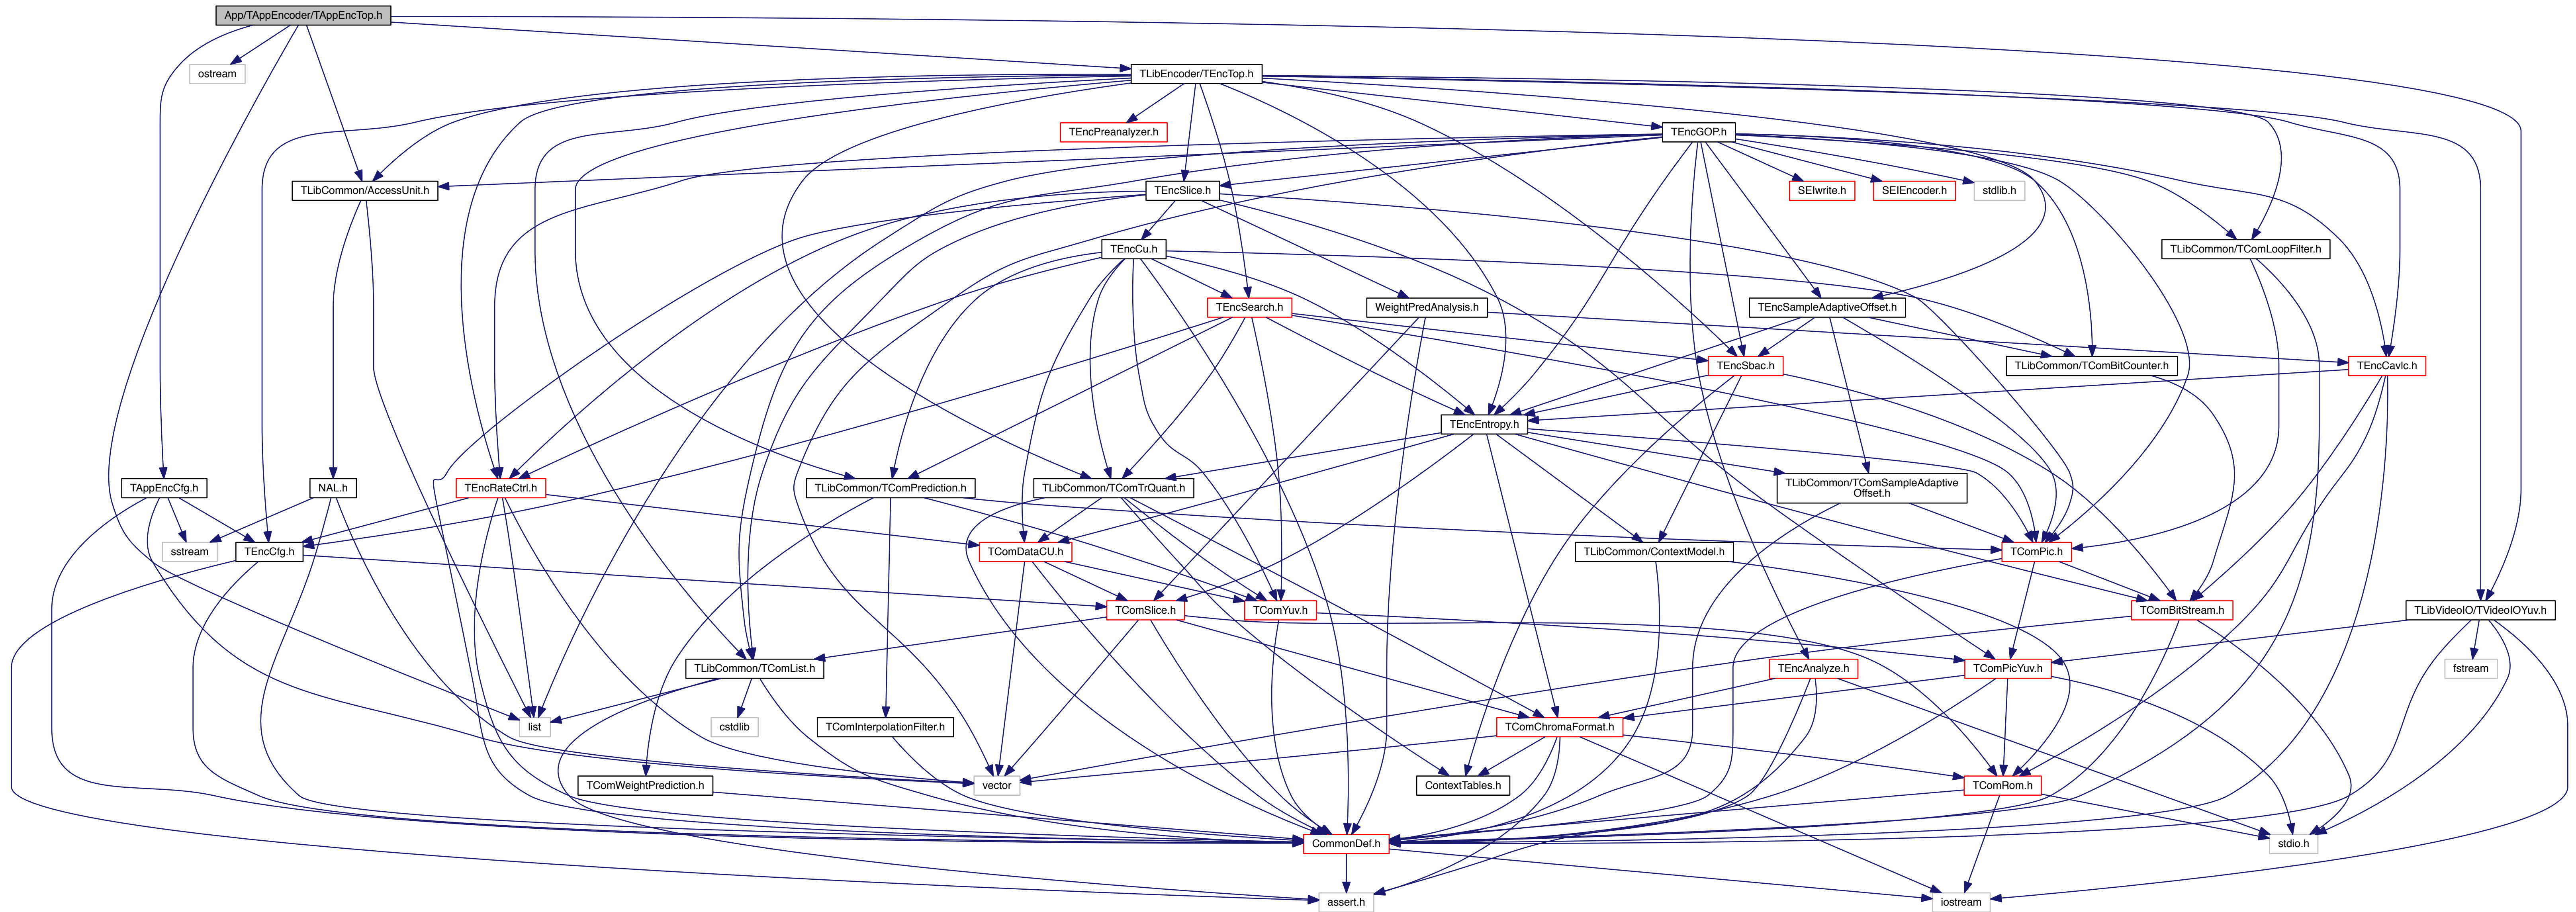 App/TAppEncoder/TAppEncTop.h
ostream
TLibEncoder/TEncTop.h
TEncPreanalyzer.h
TEncGOP.h
TLibCommon/AccessUnit.h
TEncSlice.h
SEIwrite.h
SEIEncoder.h
stdlib.h
TEncCu.h
TLibCommon/TComLoopFilter.h
TEncSearch.h
WeightPredAnalysis.h
TEncSampleAdaptiveOffset.h
TEncSbac.h
TLibCommon/TComBitCounter.h
TEncCavlc.h
TEncEntropy.h
TAppEncCfg.h
NAL.h
TEncRateCtrl.h
TLibCommon/TComPrediction.h
TLibCommon/TComTrQuant.h
TLibCommon/TComSampleAdaptive
Offset.h
sstream
TEncCfg.h
TComDataCU.h
TLibCommon/ContextModel.h
TComPic.h
TComSlice.h
TComYuv.h
TComBitStream.h
TLibVideoIO/TVideoIOYuv.h
TLibCommon/TComList.h
TEncAnalyze.h
TComPicYuv.h
fstream
list
cstdlib
TComInterpolationFilter.h
TComChromaFormat.h
TComWeightPrediction.h
vector
ContextTables.h
TComRom.h
CommonDef.h
stdio.h
assert.h
iostream